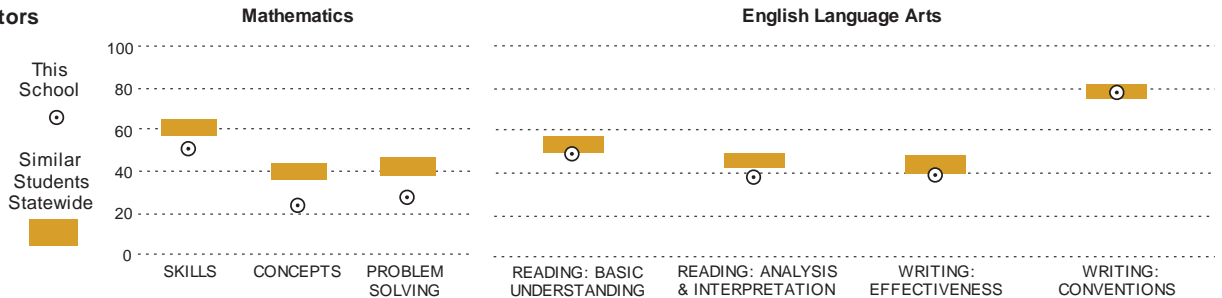 tors
Mathematics
English Language Arts
This
School
Similar
Students
Statewide
100
80
60
40
20
0
SKILLS
CONCEPTS
PROBLEM
SOLVING
READING: BASIC
UNDERSTANDING
READING: ANALYSIS
& INTERPRETATION
WRITING:
EFFECTIVENESS
WRITING:
CONVENTIONS